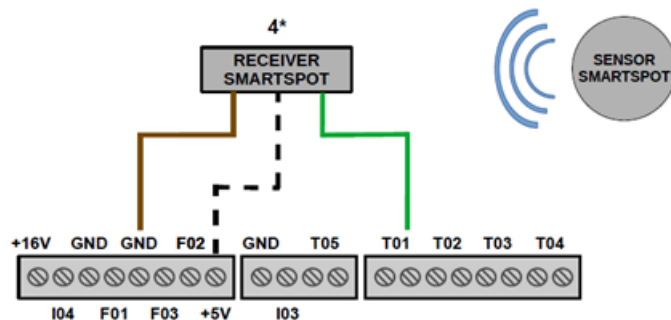 4*
RECEIVER
SMARTSPOT
SENSOR
SMARTSPOT
+16V GND GND F02 GND T05 T01 T02 T03 T04
I04 F01 F03 +5V I03